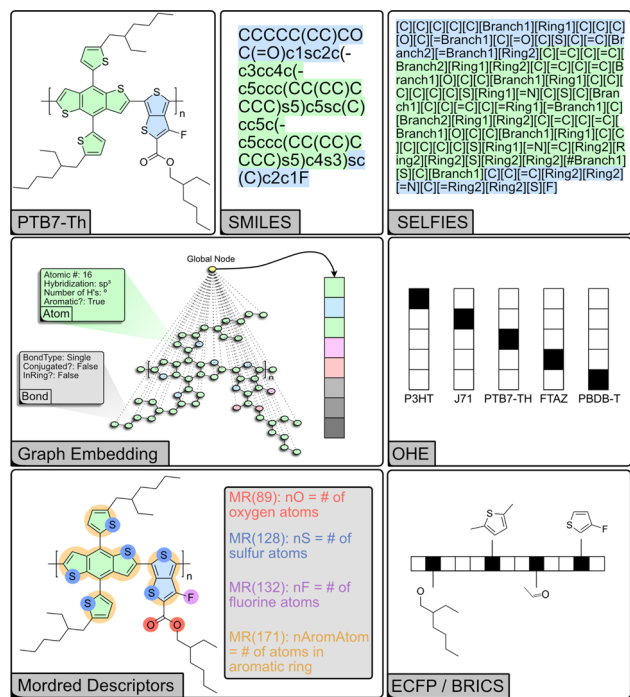 S
S
S
S
S
S
n
F
O
O
PTB7-Th
CCCCC(CC)CO
C(=O)c1sc2c(-
c3cc4c(-
c5ccc(CC(CC)C
CCC)s5)c5sc(C)
cc5c(-
c5ccc(CC(CC)C
CCC)s5)c4s3)sc
(C)c2c1F
SMILES
[C][C][C][C][C][Branch1][Ring1][C][C][C]
[O][C][=Branch1][C][=O][C][S][C][=C][Br
anch2][=Branch1][Ring2][C][=C][C][=C][
Branch2][Ring1][Ring2][C][=C][C][=C][B
ranch1][O][C][C][Branch1][Ring1][C][C]
[C][C][C][C][S][Ring1][=N][C][S][C][Bran
ch1][C][C][=C][=Ring1][=Branch1][C][
Branch2][Ring1][Ring2][C][=C][C][=C][
Branch1][O][C][C][Branch1][Ring1][C][C
][C][C][C][C][S][Ring1][=N][=C][Ring2][
Ring2][Ring2][S][Ring2][Ring2][#Branch1]
[S][C][Branch1][C][C][=C][Ring2][Ring2]
[=N][C][=Ring2][Ring2][S][F]
SELFIES
Global Node
Atomic #: 16
Hybridization: sp³
Number of H's: ⁰
Aromatic?: True
Atom
BondType: Single
Conjugated?: False
InRing?: False
Bond
n
Graph Embedding
P3HT J71 PTB7-TH FTAZ PBDB-T
OHE
S
S
S
S
S
S
n
F
O
O
MR(89): nO = # of
oxygen atoms
MR(128): nS = # of
sulfur atoms
MR(132): nF = # of
fluorine atoms
MR(171): nAromAtom
= # of atoms in
aromatic ring
Mordred Descriptors
S
S
F
O
O
ECFP / BRICS